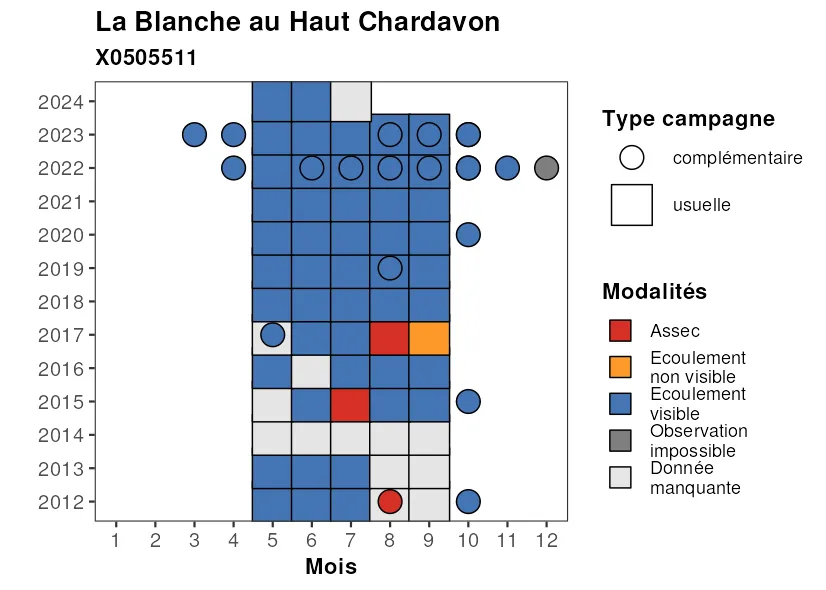 La Blanche au Haut Chardavon
X0505511
2024
2023
2022
2021
2020
2019
2018
2017
2016
2015
2014
2013
2012
1 2 3 4 5 6 7 8 9 10 11 12
Mois
Type campagne
complémentaire
usuelle
Modalités
Assec
Ecoulement
non visible
Ecoulement
visible
Observation
impossible
Donnée
manquante